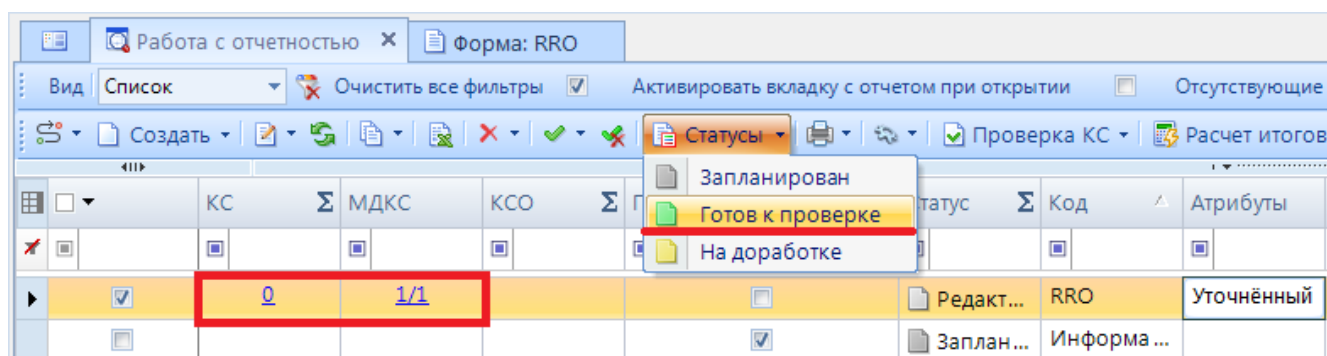 Работа с отчетностью Форма: RRO
Вид Список Очистить все фильтры Активировать вкладку с отчетом при открытии Отсутствующие
Создать Статусы Проверка КС Расчет итогов
Запланирован
КС Σ МДКС КСО Σ Готов к проверке татус Σ Код Атрибуты
На доработке
0 1/1 Редакт... RRO Уточнённый
Заплан... Информа...